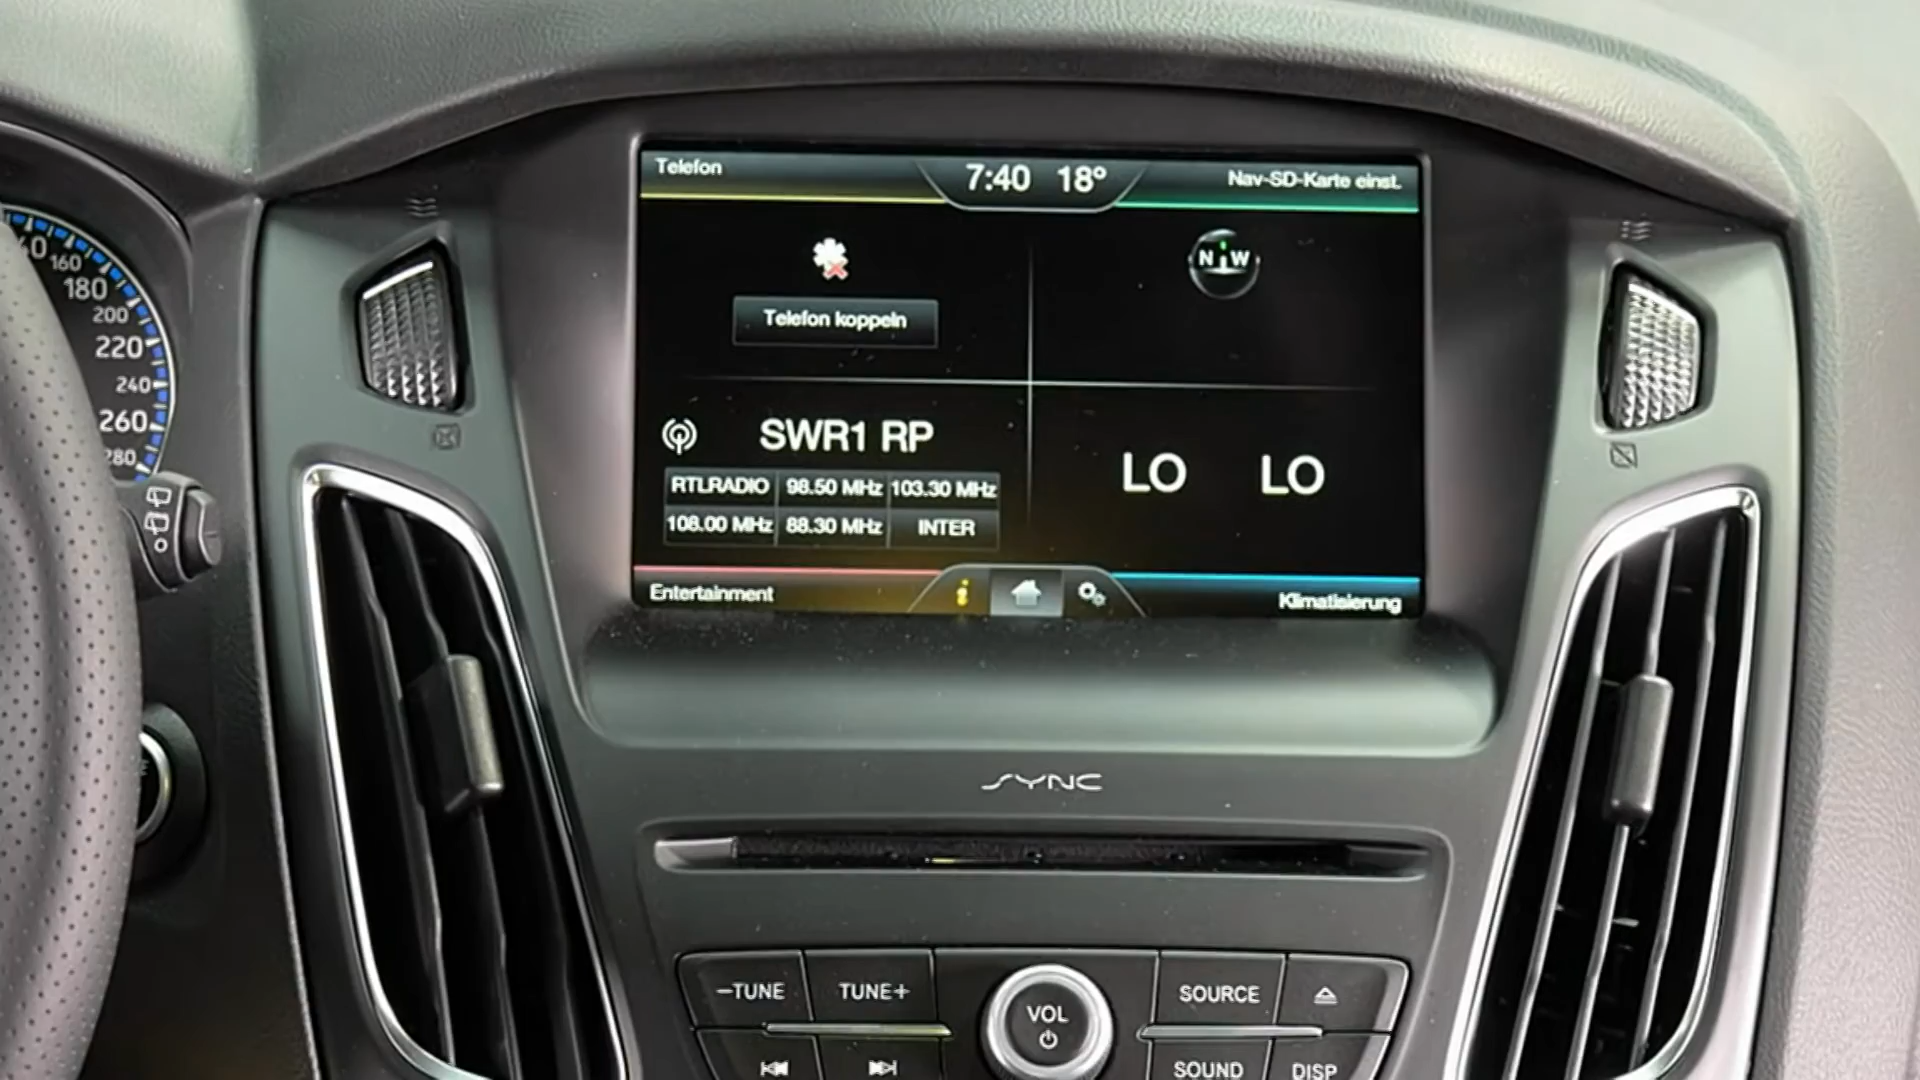 Telefon
7:40 18°
Nav-SD-Karte einst.
N W
Telefon koppeln
SWR1 RP
RTLRADIO 98.50 MHz 103.30 MHz
108.00 MHz 88.30 MHz INTER
LO LO
Entertainment
i
Klimatisierung
160
180
200
220
240
260
280
SYNC
−TUNE TUNE+
VOL
SOURCE
SOUND DISP